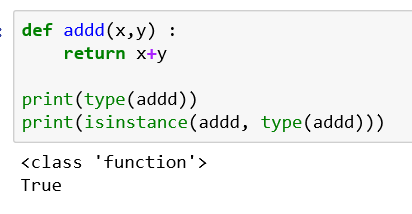 def addd(x,y) :
    return x+y
print(type(addd))
print(isinstance(addd, type(addd)))
<class 'function'>
True